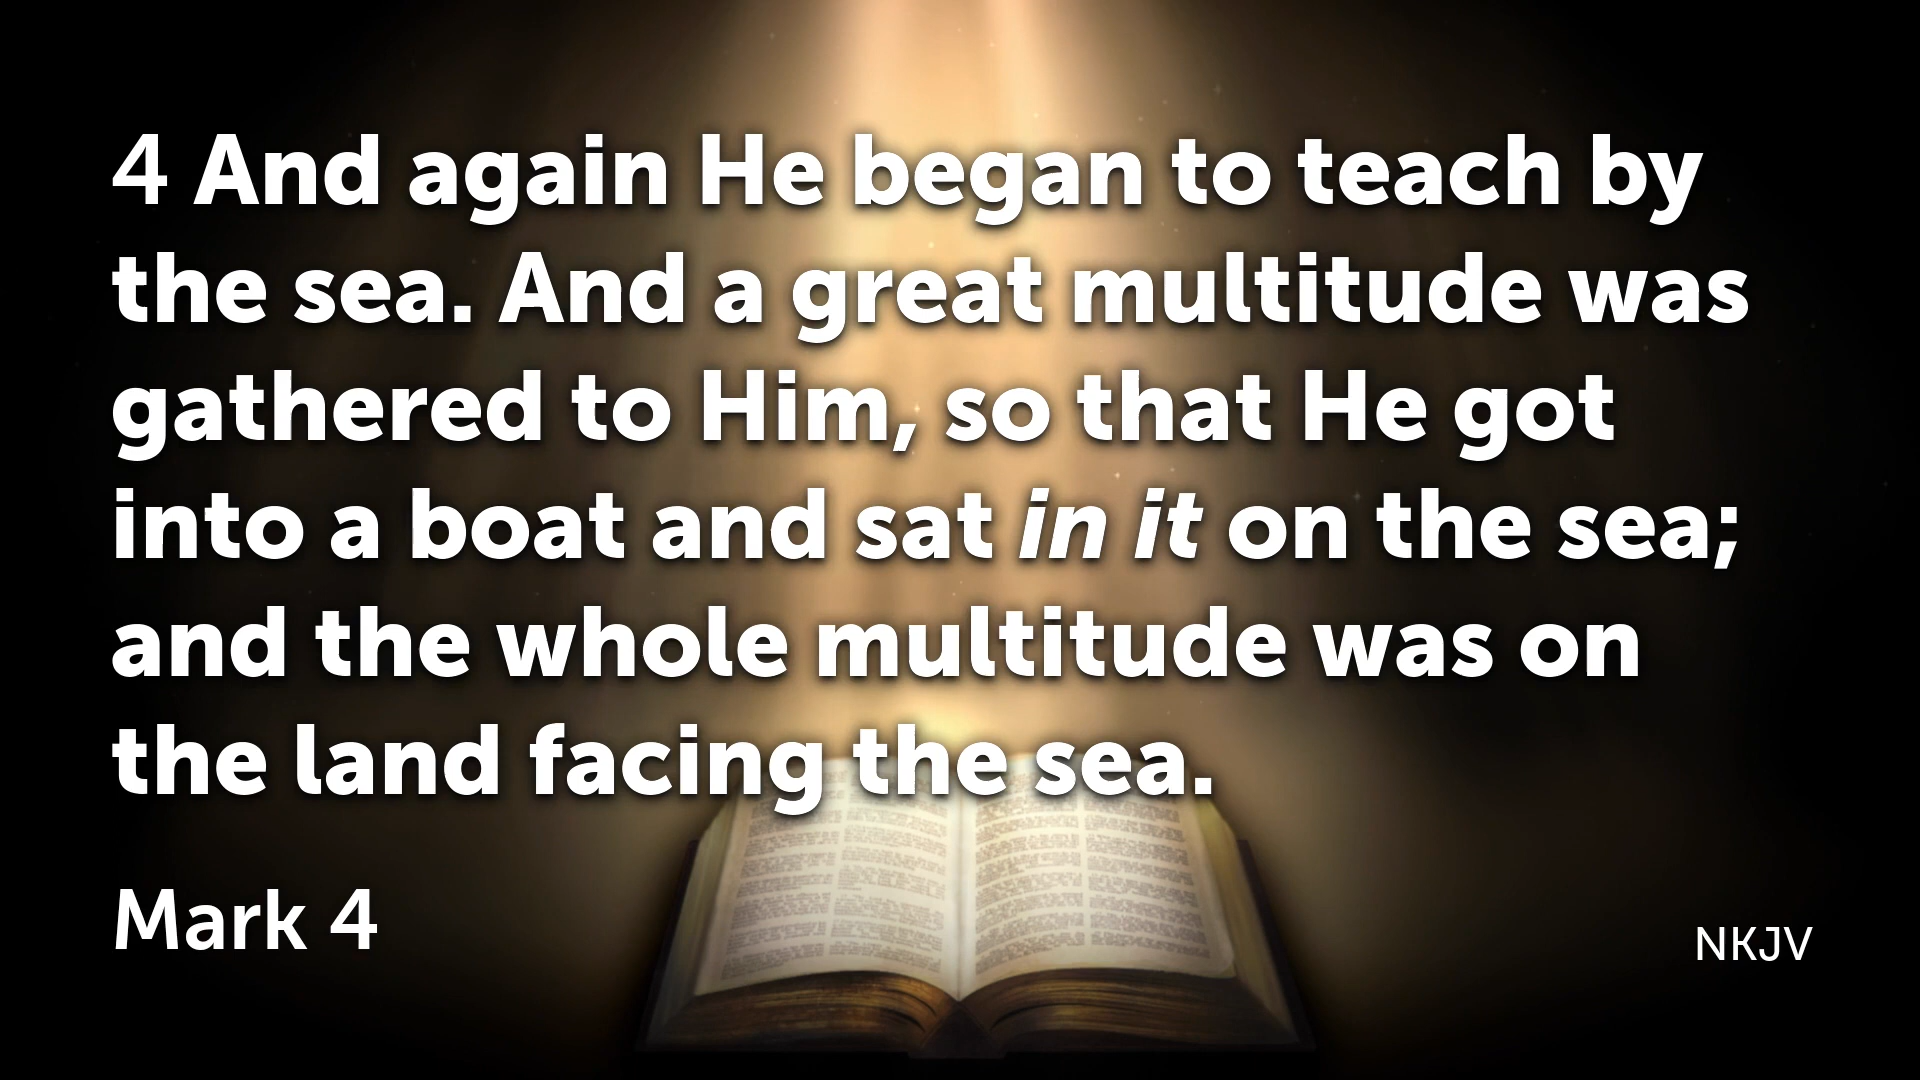 4 And again He began to teach by
the sea. And a great multitude was
gathered to Him, so that He got
into a boat and sat in it on the sea;
and the whole multitude was on
the land facing the sea.
Mark 4
NKJV